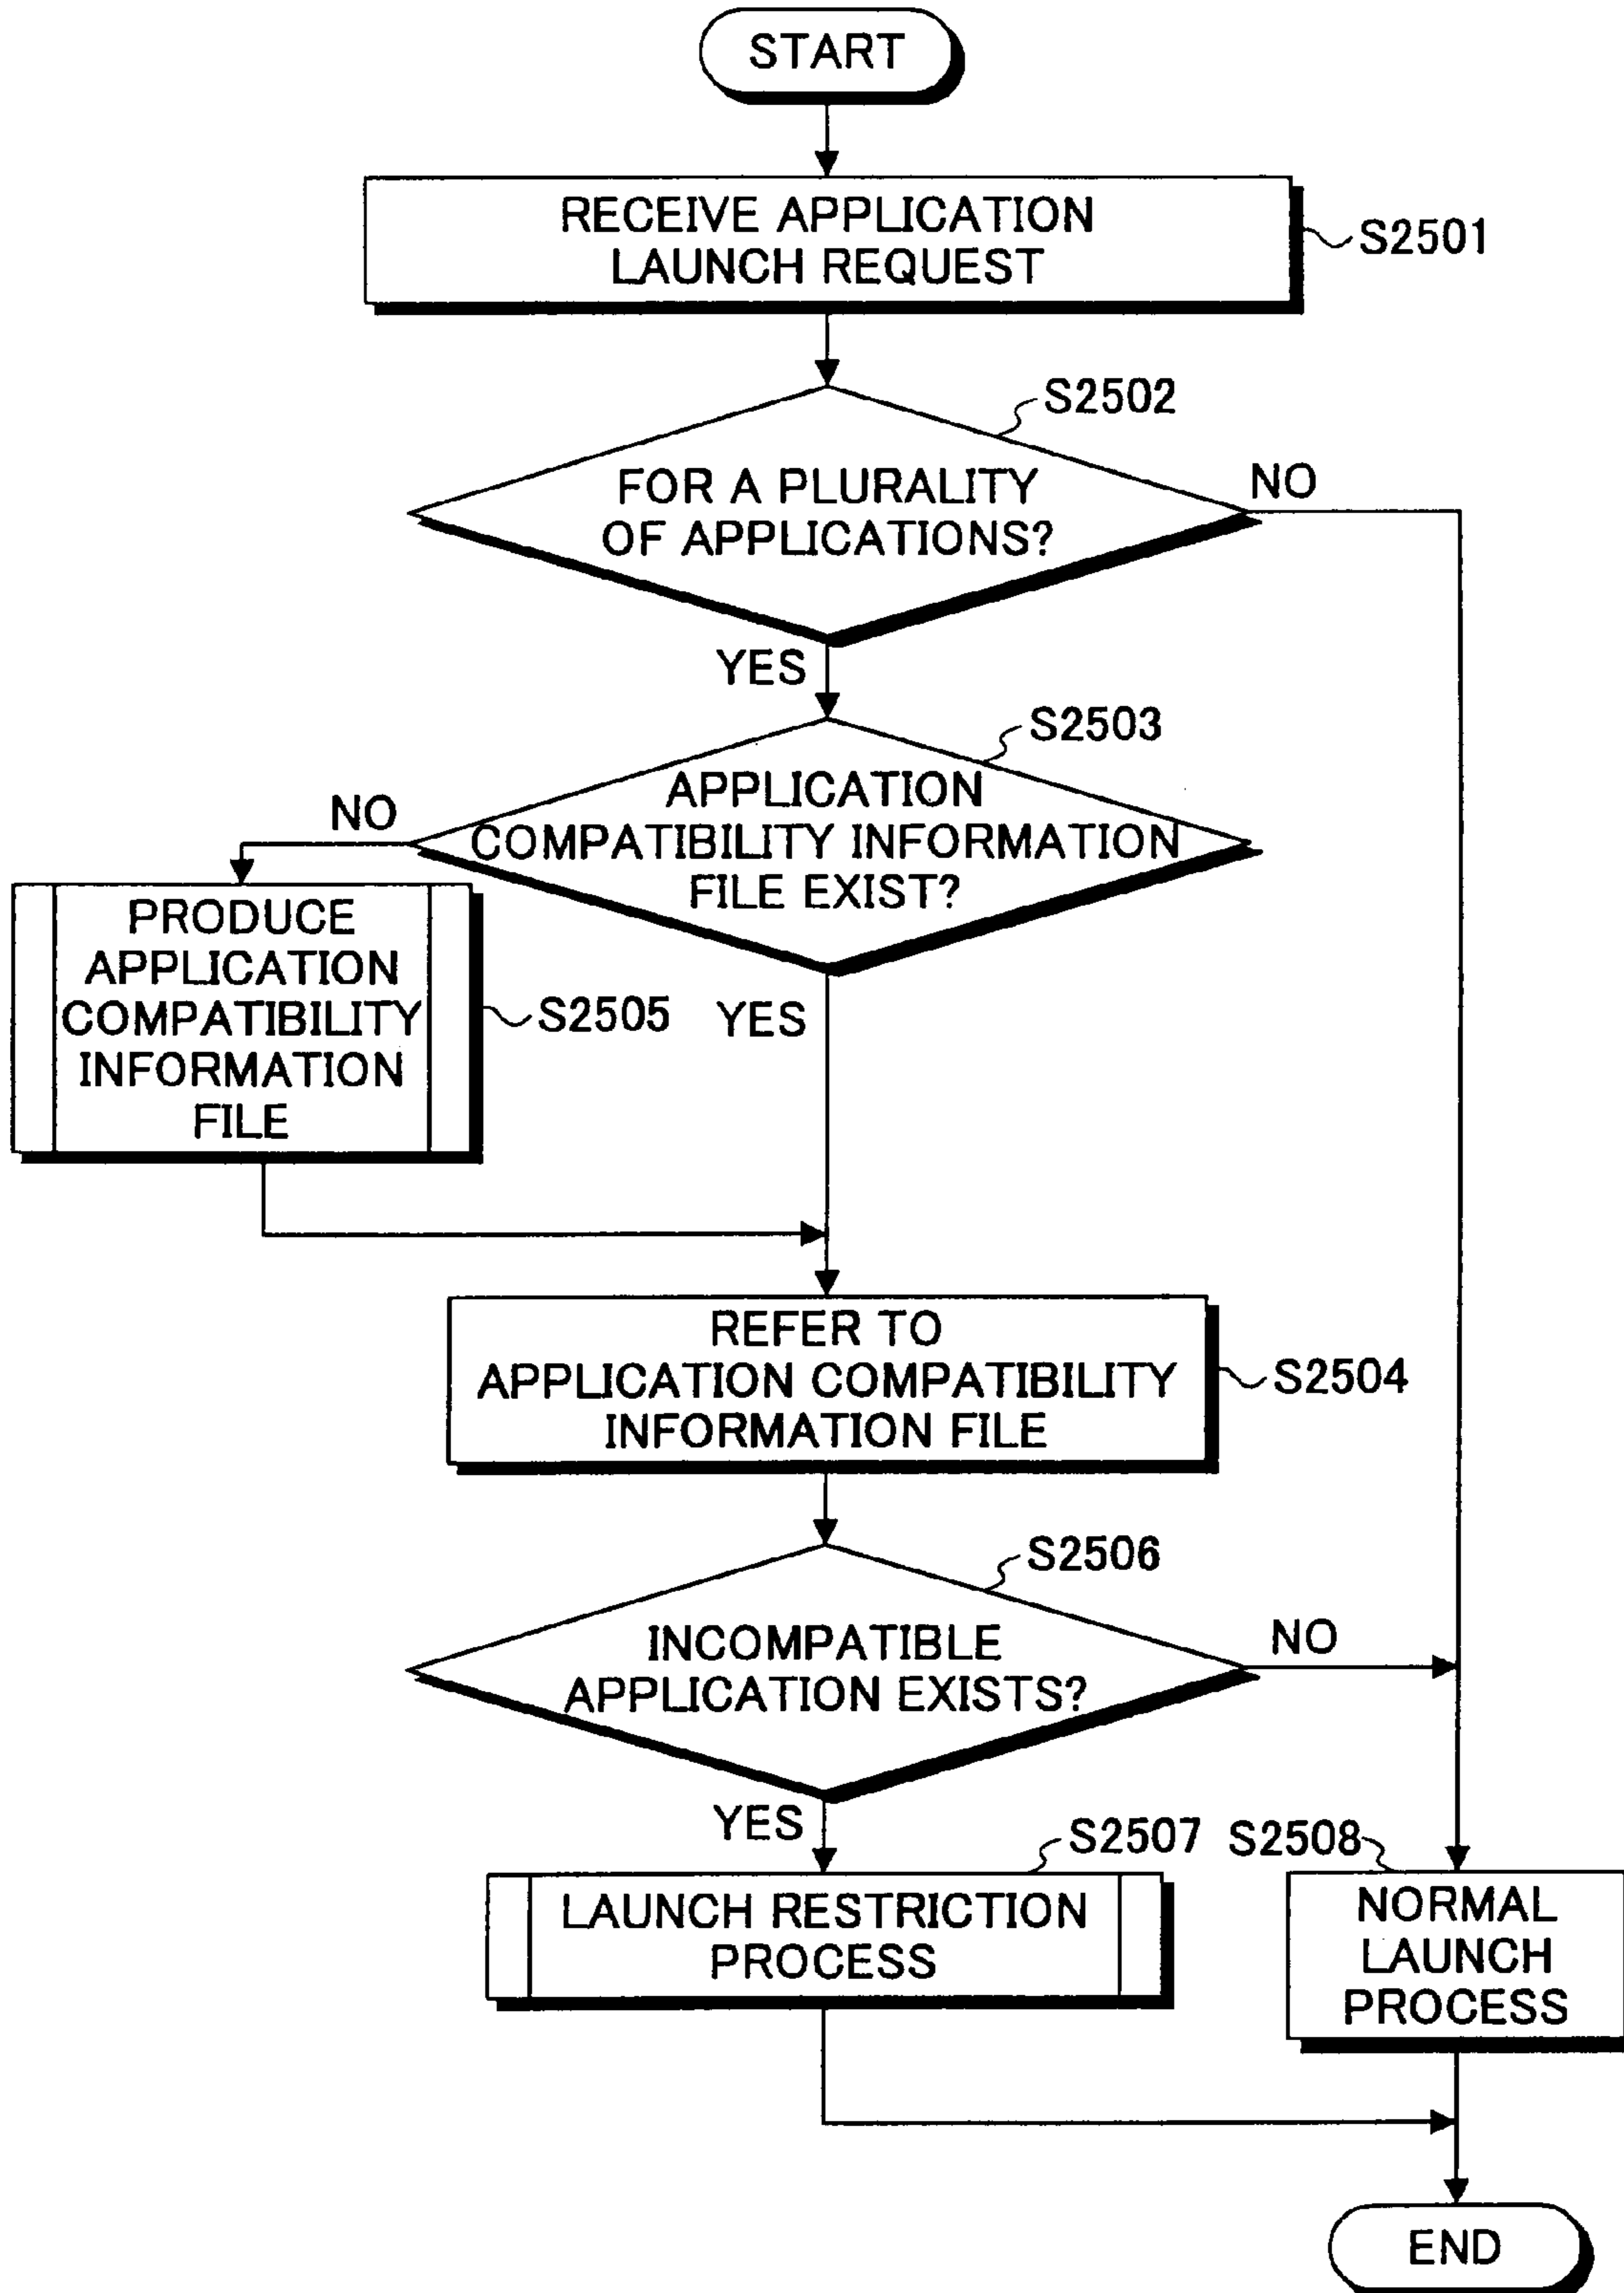 START
RECEIVE APPLICATION
LAUNCH REQUEST
S2501
S2502
FOR A PLURALITY
OF APPLICATIONS?
NO
YES
S2503
APPLICATION
COMPATIBILITY INFORMATION
FILE EXIST?
NO
YES
PRODUCE
APPLICATION
COMPATIBILITY
INFORMATION
FILE
S2505
REFER TO
APPLICATION COMPATIBILITY
INFORMATION FILE
S2504
S2506
INCOMPATIBLE
APPLICATION EXISTS?
NO
YES
S2507
LAUNCH RESTRICTION
PROCESS
S2508
NORMAL
LAUNCH
PROCESS
END